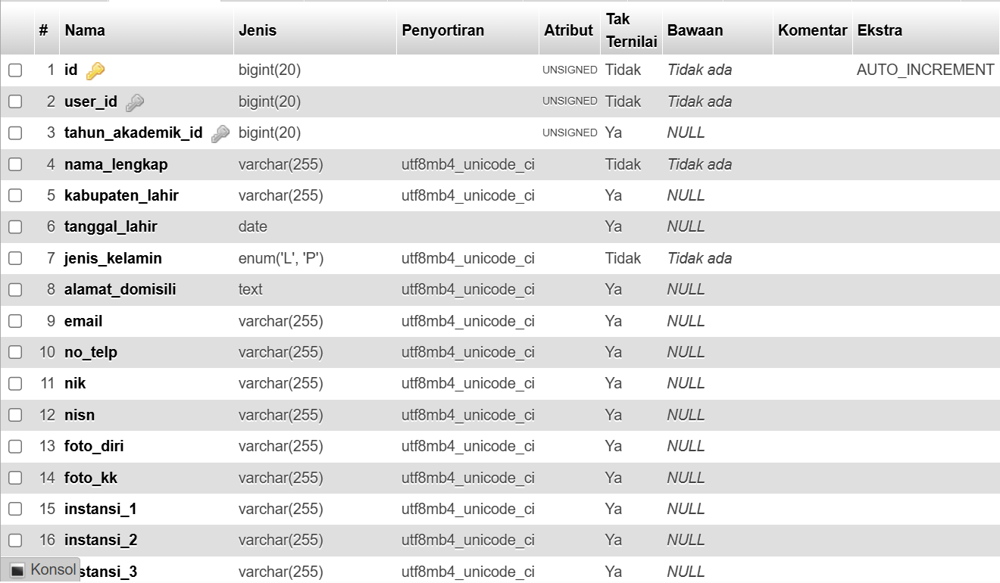 # Nama Jenis Penyortiran Atribut Tak Ternilai Bawaan Komentar Ekstra
1 id bigint(20) UNSIGNED Tidak Tidak ada AUTO_INCREMENT
2 user_id bigint(20) UNSIGNED Tidak Tidak ada
3 tahun_akademik_id bigint(20) UNSIGNED Ya NULL
4 nama_lengkap varchar(255) utf8mb4_unicode_ci Tidak Tidak ada
5 kabupaten_lahir varchar(255) utf8mb4_unicode_ci Ya NULL
6 tanggal_lahir date Ya NULL
7 jenis_kelamin enum('L', 'P') utf8mb4_unicode_ci Tidak Tidak ada
8 alamat_domisili text utf8mb4_unicode_ci Ya NULL
9 email varchar(255) utf8mb4_unicode_ci Ya NULL
10 no_telp varchar(255) utf8mb4_unicode_ci Ya NULL
11 nik varchar(255) utf8mb4_unicode_ci Ya NULL
12 nisn varchar(255) utf8mb4_unicode_ci Ya NULL
13 foto_diri varchar(255) utf8mb4_unicode_ci Ya NULL
14 foto_kk varchar(255) utf8mb4_unicode_ci Ya NULL
15 instansi_1 varchar(255) utf8mb4_unicode_ci Ya NULL
16 instansi_2 varchar(255) utf8mb4_unicode_ci Ya NULL
Konsol stansi_3 varchar(255) utf8mb4_unicode_ci Ya NULL